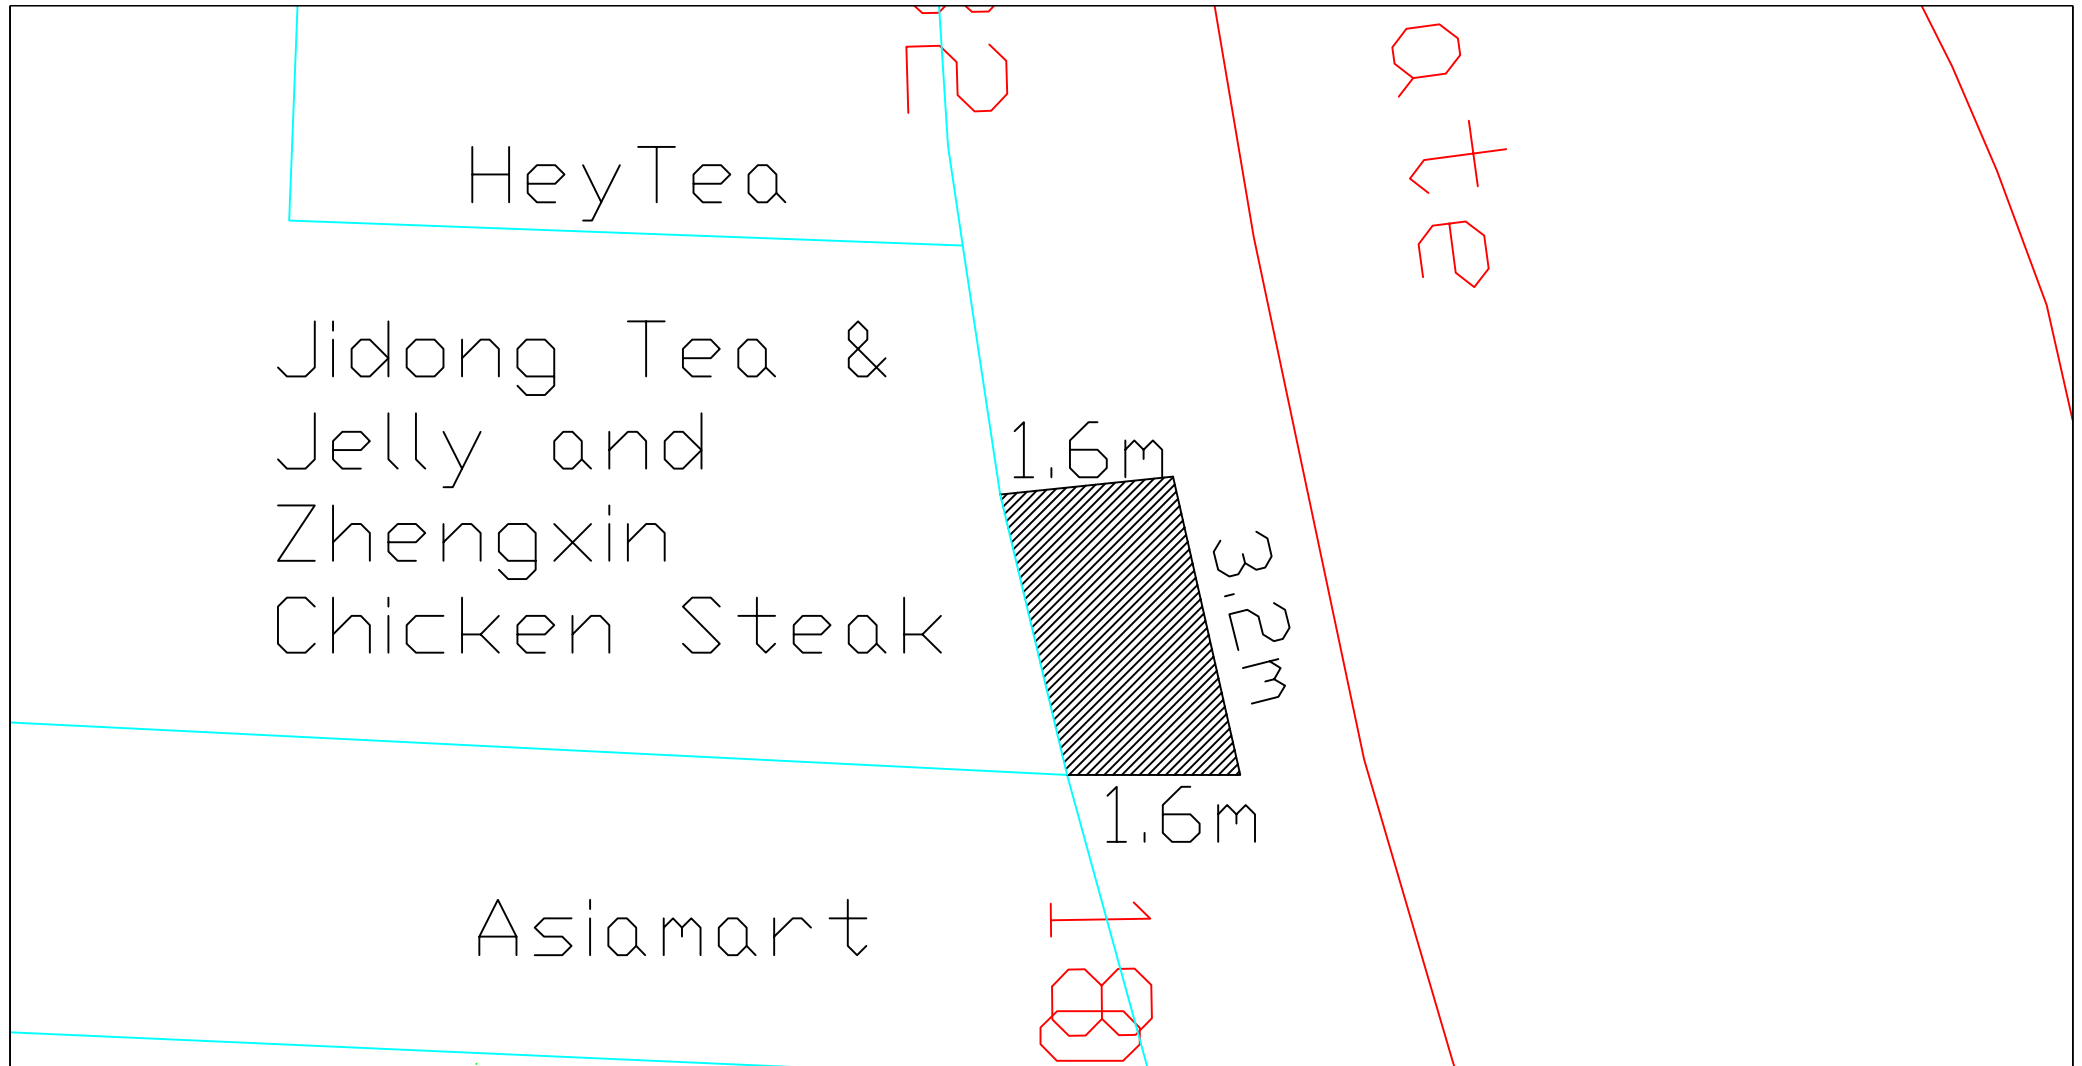 HeyTea
Jidong Tea &
Jelly and
Zhengxin
Chicken Steak
1.6m
3.2m
1.6m
Asiamart
18